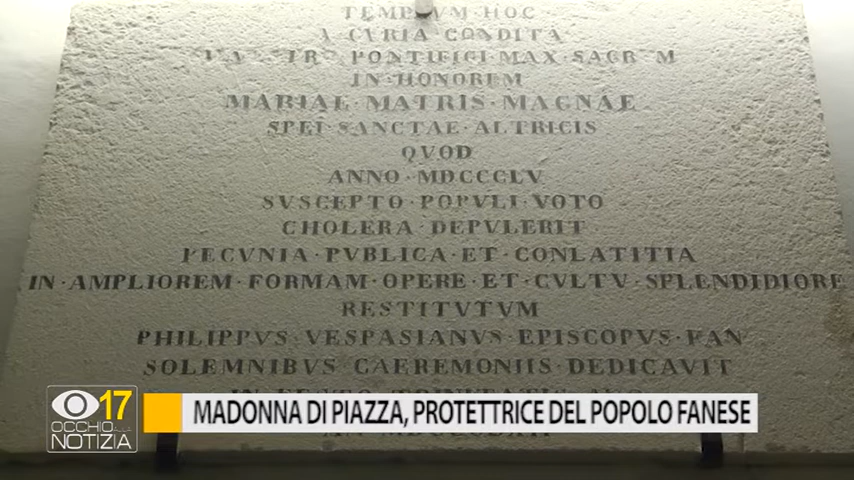 TEMPLVM HOC
A CVRIA CONDITA
PONTIFICI MAX SACRVM
IN HONOREM
MARIAE · MATRIS · MAGNAE
SPEI · SANCTAE · ALTRICIS
QVOD
ANNO · MDCCCLV
SVSCEPTO · POPVLI · VOTO
CHOLERA · DEPVLERIT
PECVNIA · PVBLICA · ET · CONLATITIA
IN · AMPLIOREM · FORMAM · OPERE · ET · CVLTV · SPLENDIDIORE
RESTITVTVM
PHILIPPVS · VESPASIANVS · EPISCOPVS · FAN
SOLEMNIBVS · CAEREMONIIS · DEDICAVIT
17
OCCHIO ALLA
NOTIZIA
MADONNA DI PIAZZA, PROTETTRICE DEL POPOLO FANESE